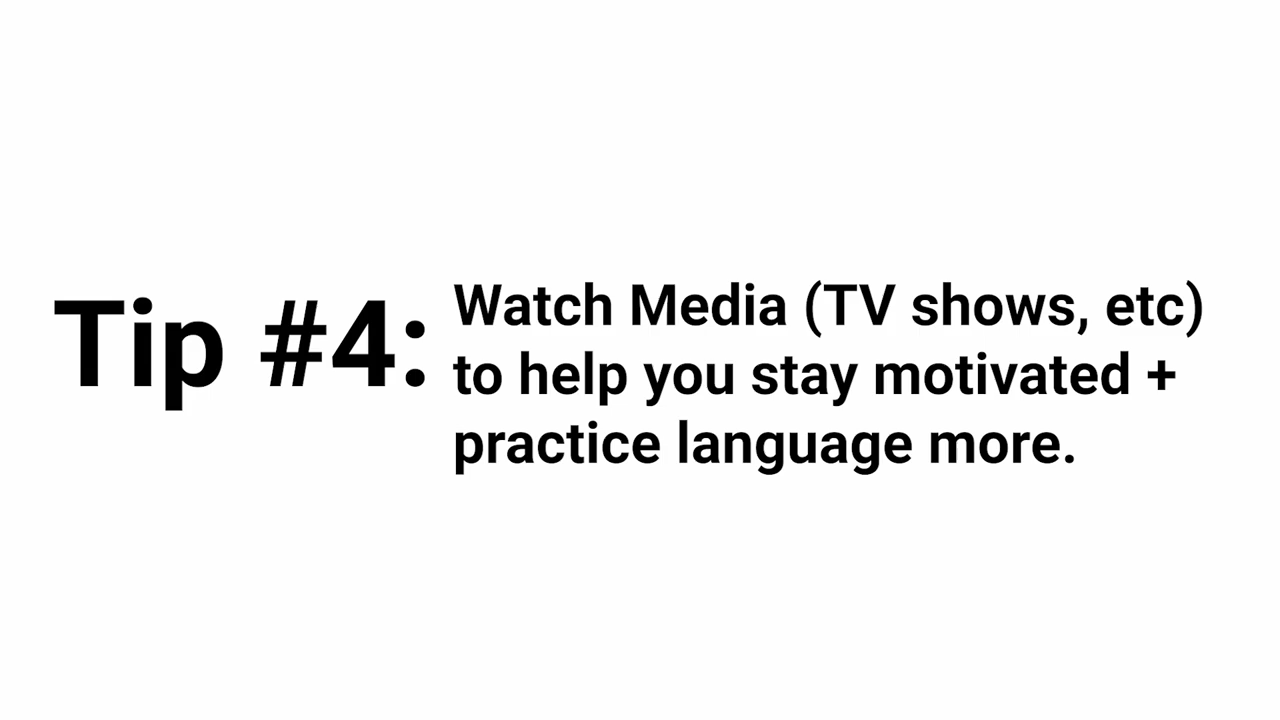 Tip #4:
Watch Media (TV shows, etc)
to help you stay motivated +
practice language more.